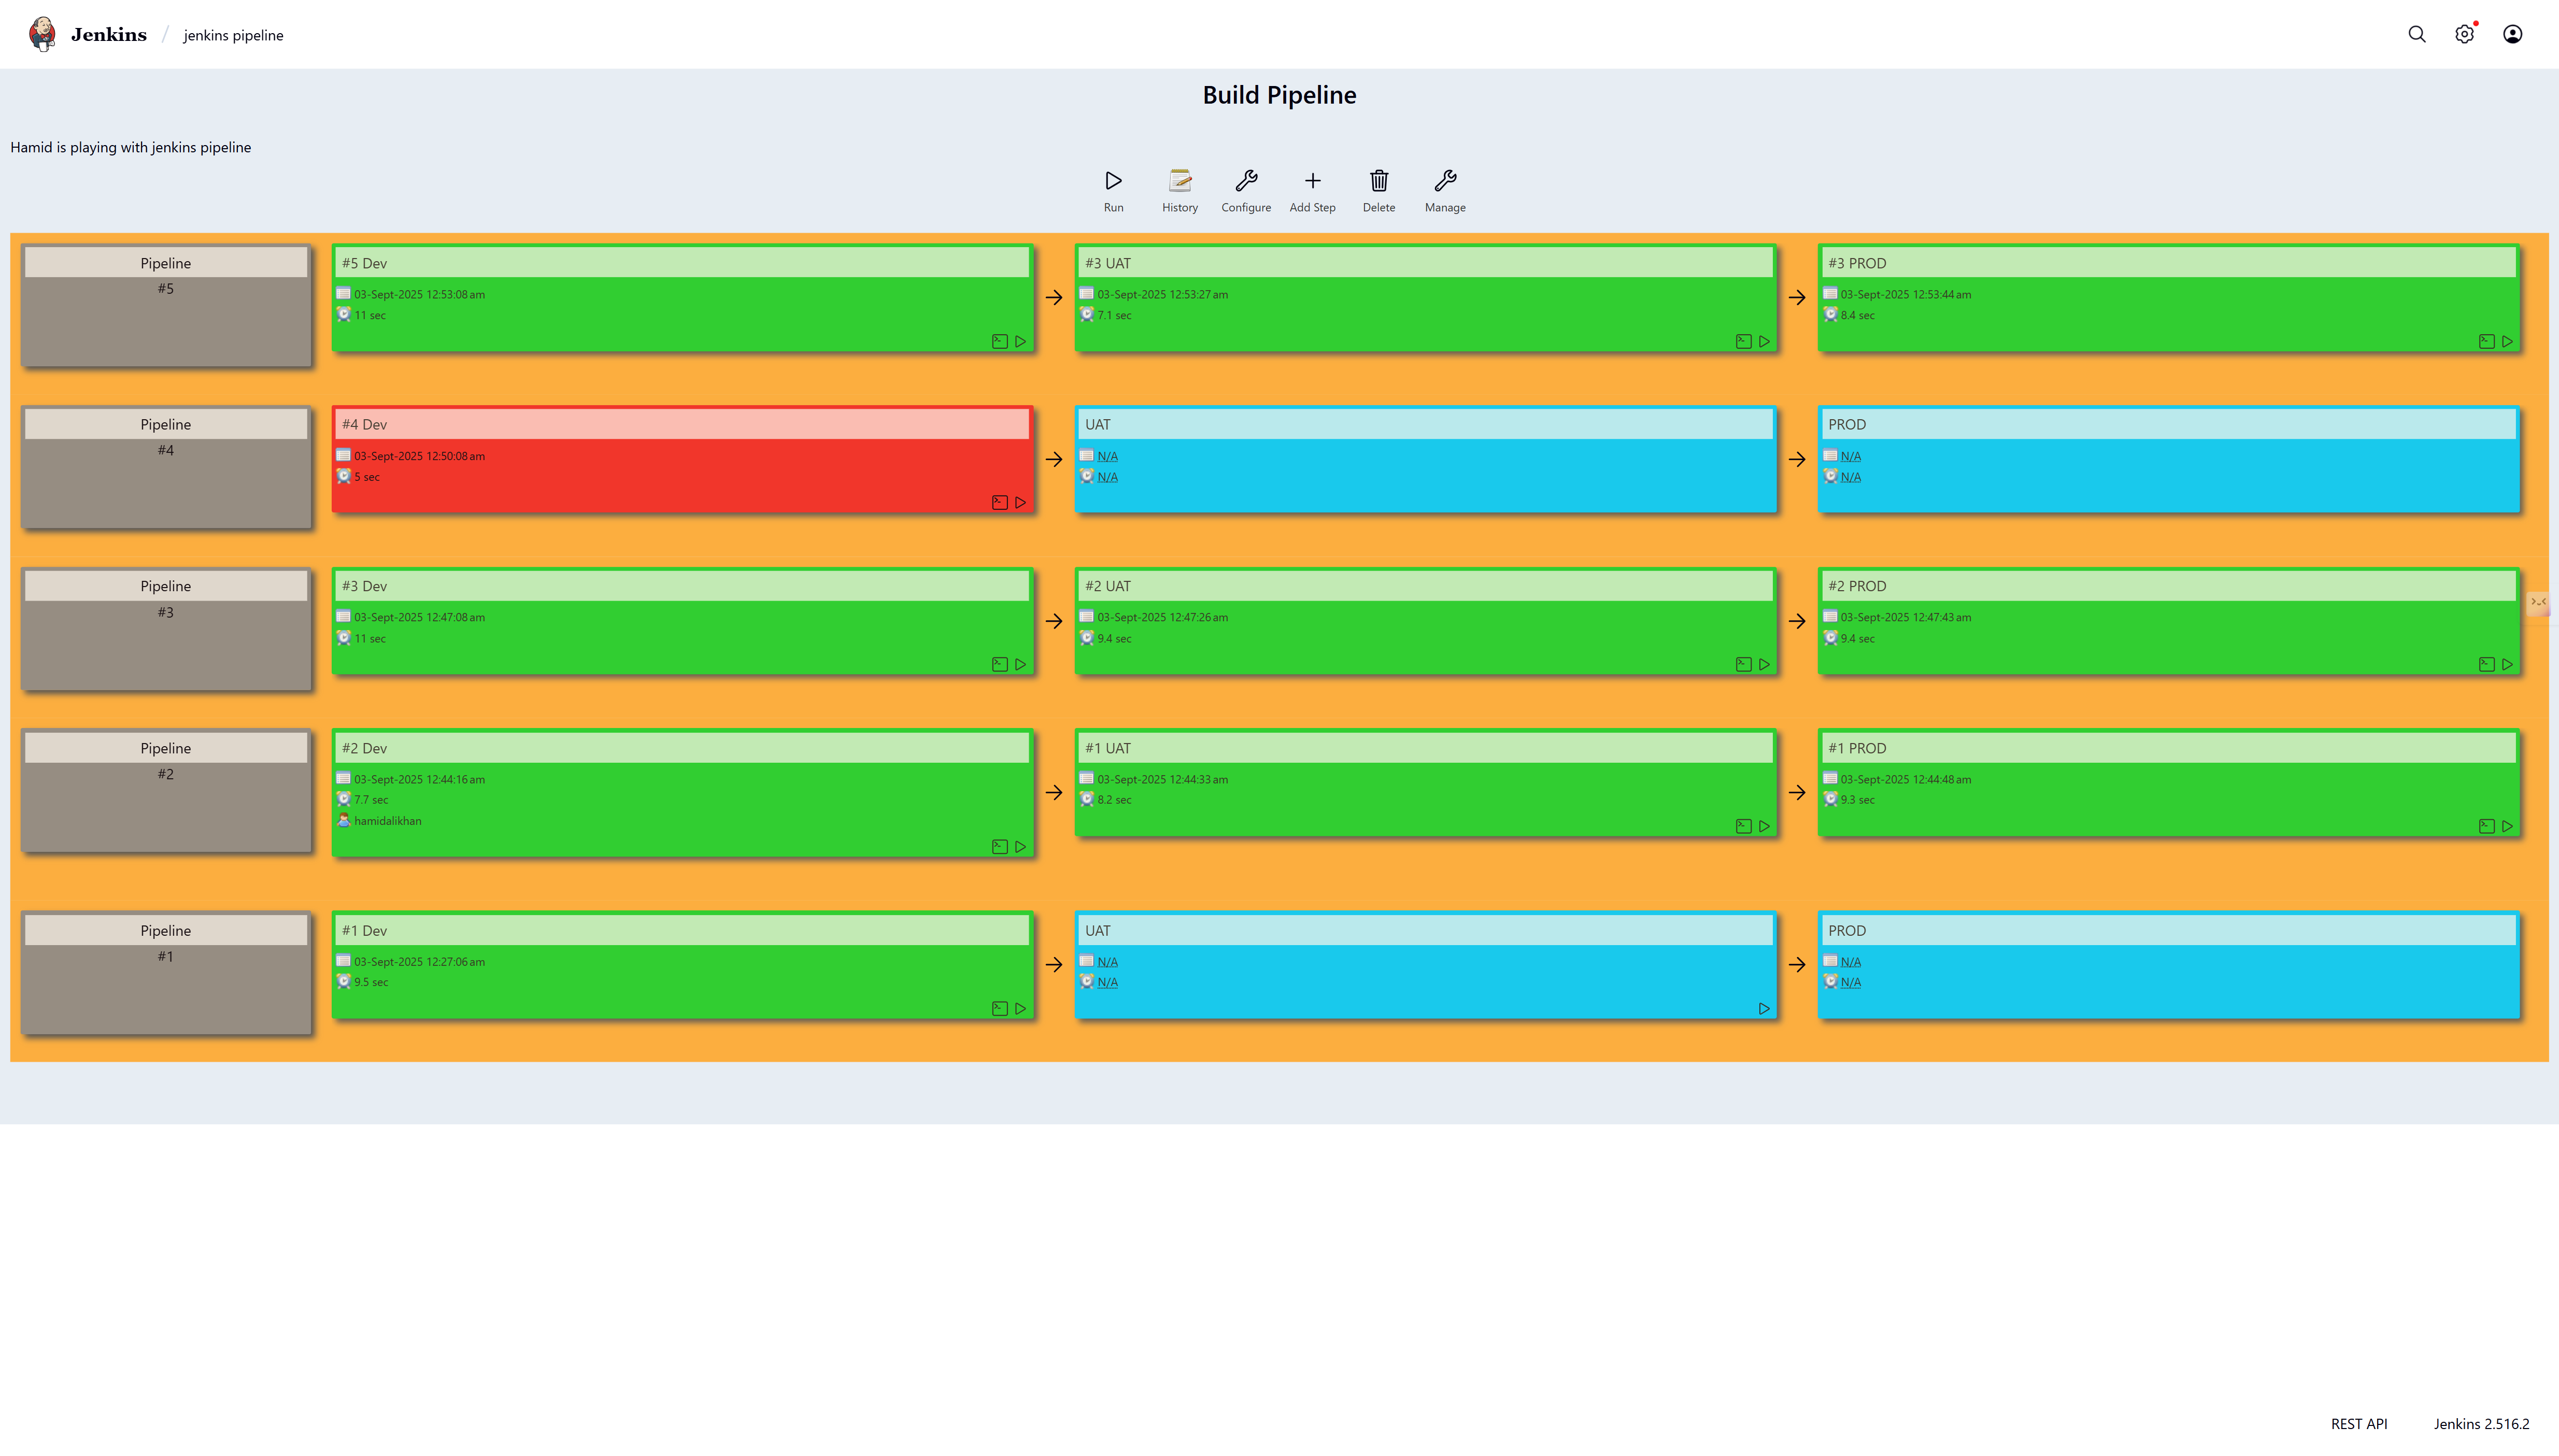 Jenkins / jenkins pipeline
Build Pipeline
Hamid is playing with jenkins pipeline
Run History Configure Add Step Delete Manage
Pipeline
#5
#5 Dev
03-Sept-2025 12:53:08 am
11 sec
#3 UAT
03-Sept-2025 12:53:27 am
7.1 sec
#3 PROD
03-Sept-2025 12:53:44 am
8.4 sec
Pipeline
#4
#4 Dev
03-Sept-2025 12:50:08 am
5 sec
UAT
N/A
N/A
PROD
N/A
N/A
Pipeline
#3
#3 Dev
03-Sept-2025 12:47:08 am
11 sec
#2 UAT
03-Sept-2025 12:47:26 am
9.4 sec
#2 PROD
03-Sept-2025 12:47:43 am
9.4 sec
Pipeline
#2
#2 Dev
03-Sept-2025 12:44:16 am
7.7 sec
hamidalikhan
#1 UAT
03-Sept-2025 12:44:33 am
8.2 sec
#1 PROD
03-Sept-2025 12:44:48 am
9.3 sec
Pipeline
#1
#1 Dev
03-Sept-2025 12:27:06 am
9.5 sec
UAT
N/A
N/A
PROD
N/A
N/A
REST API Jenkins 2.516.2